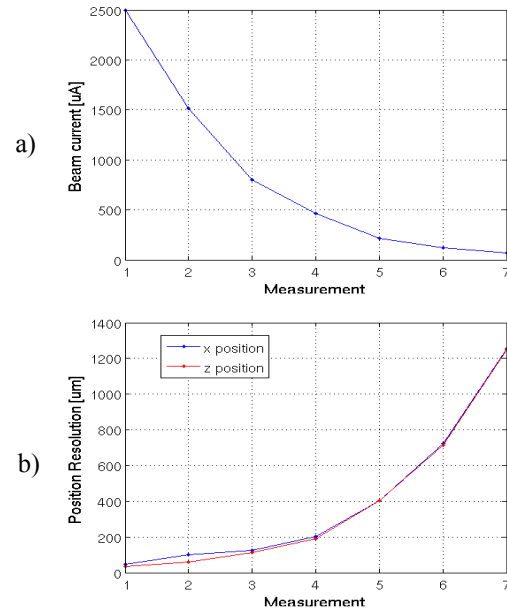 a)
Beam current [uA]
2500
2000
1500
1000
500
0
1 2 3 4 5 6 7
Measurement
b)
Position Resolution [um]
1400
1200
1000
800
600
400
200
0
x position
z position
1 2 3 4 5 6 7
Measurement